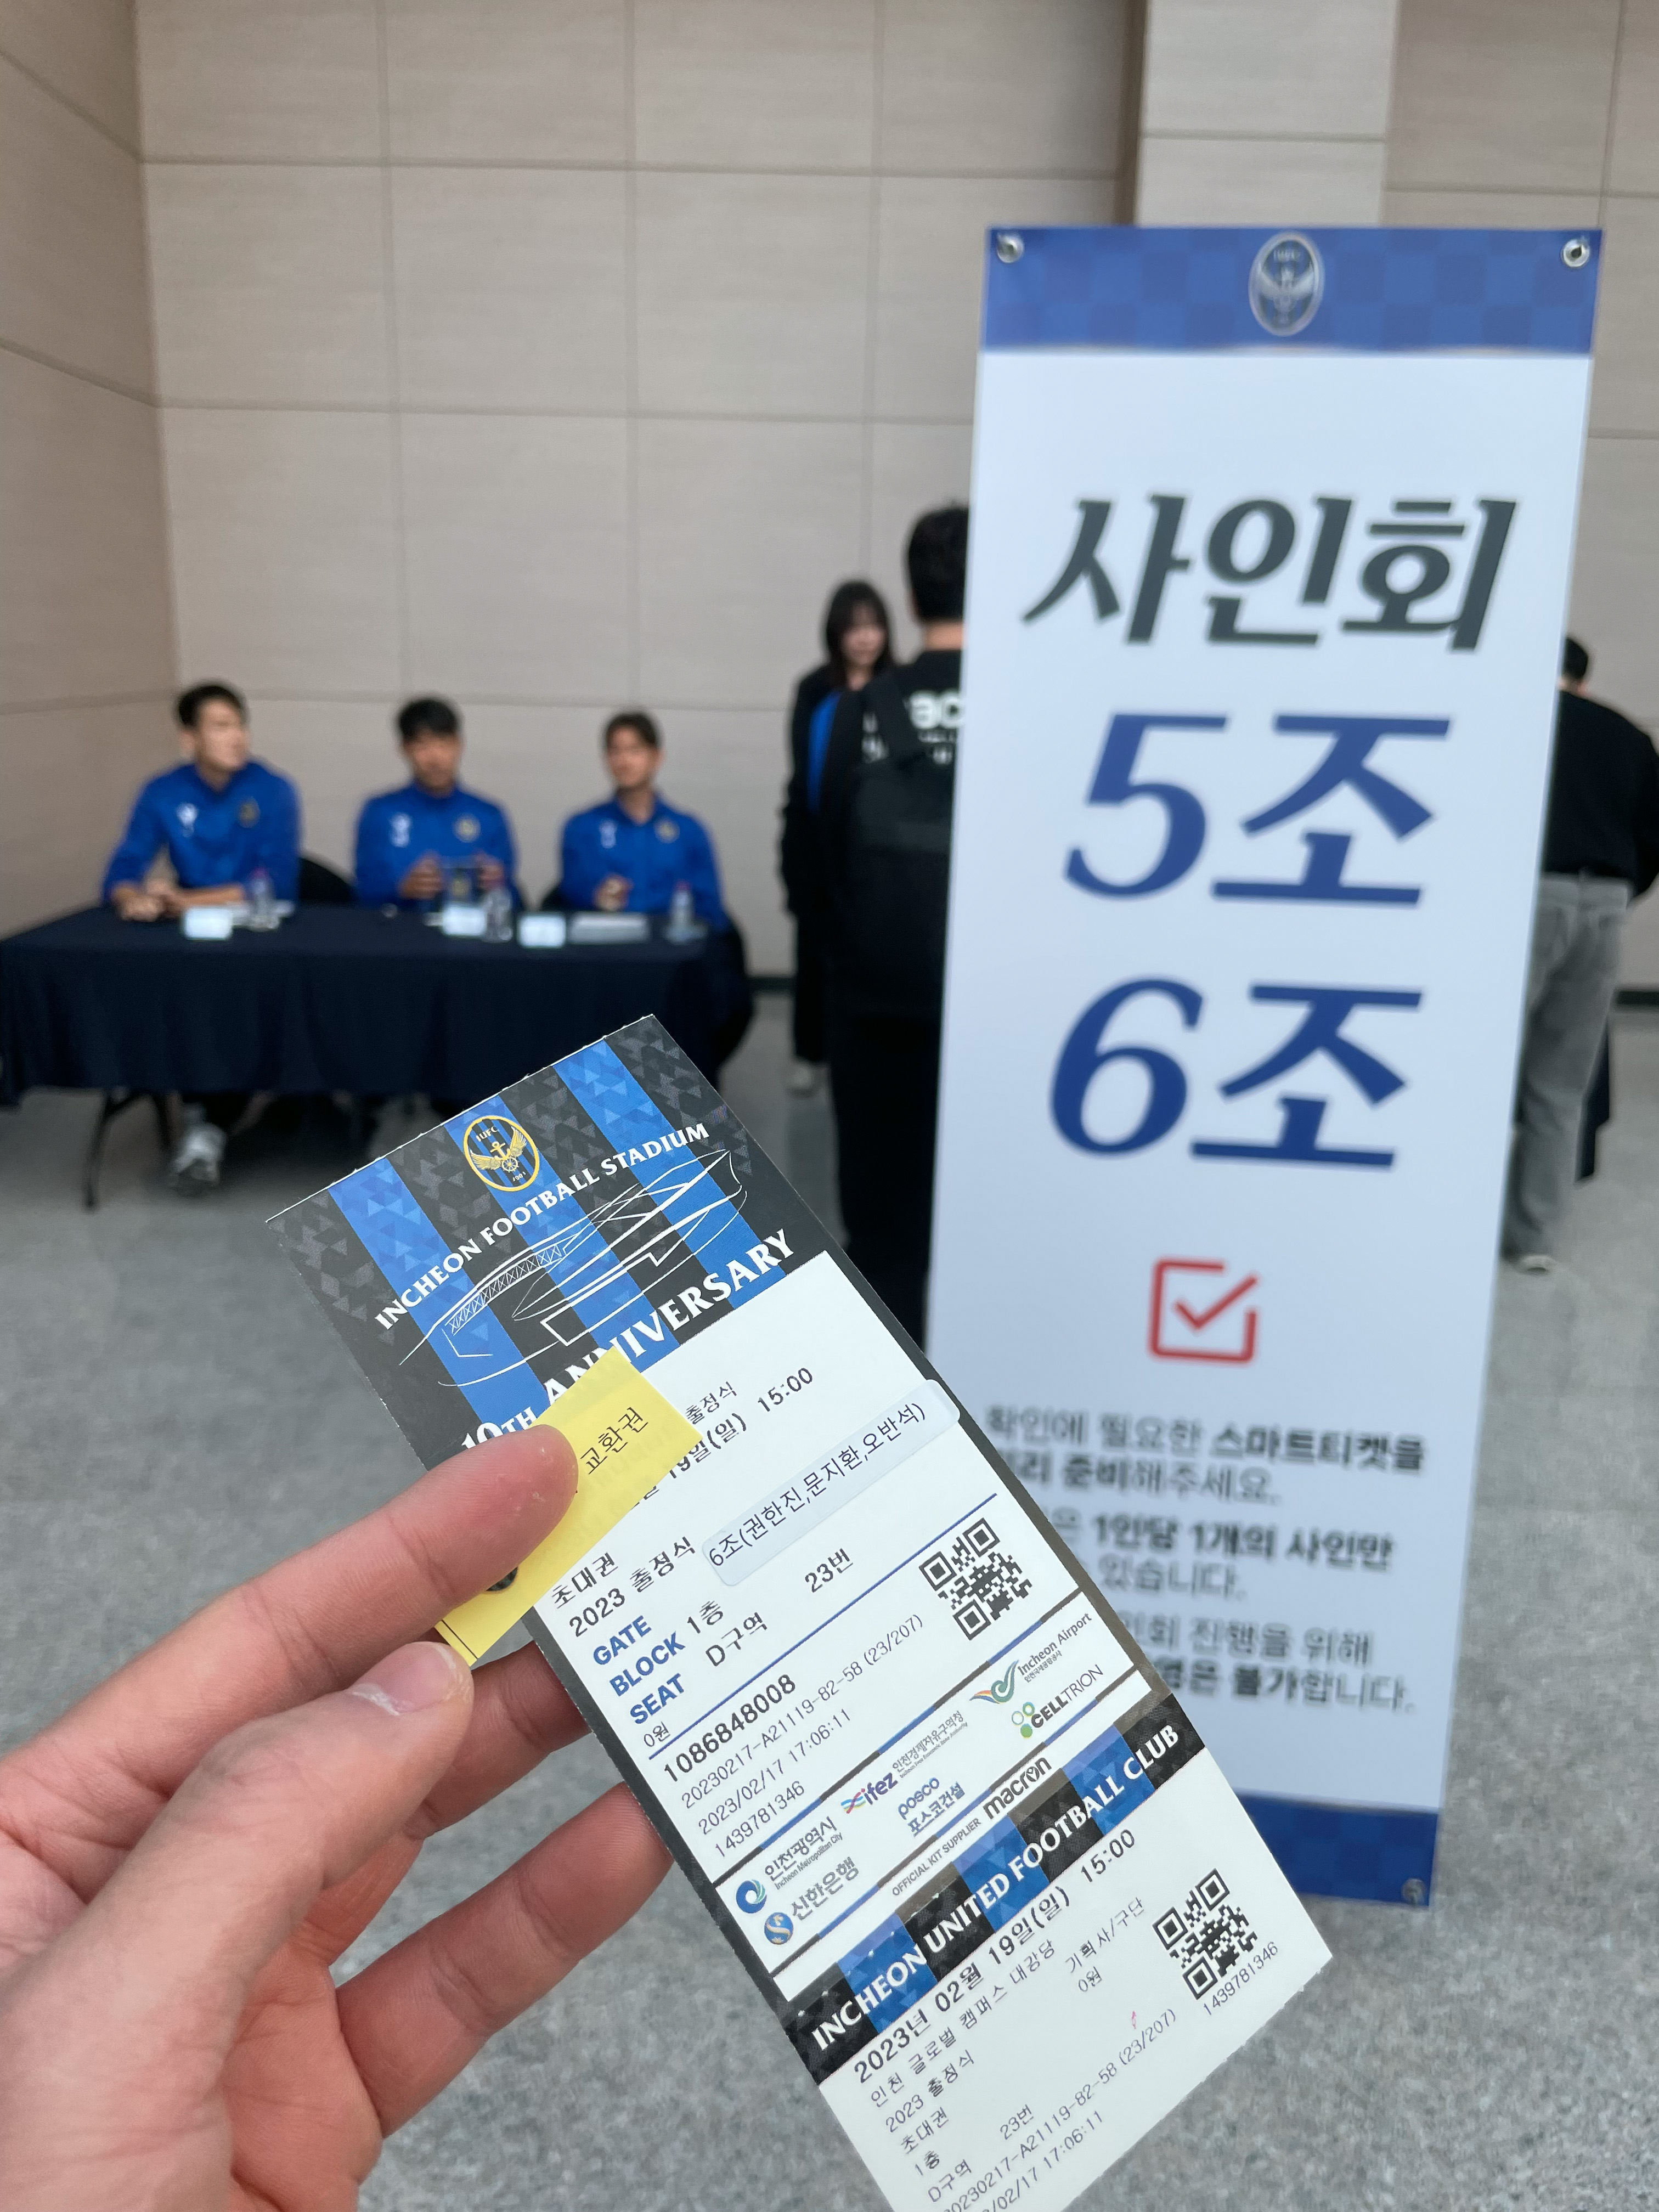 사인회
5조
6조
확인에 필요한 스마트티켓을
미리 준비해주세요.
은 1인당 1개의 사인만
있습니다.
인회 진행을 위해
영은 불가합니다.
IUFC
INCHEON FOOTBALL STADIUM
10TH ANNIVERSARY
교환권
출정식
19일(일) 15:00
6조(권한진,문지환,오반석)
초대권
2023 출정식
GATE
BLOCK 1층
SEAT D구역 23번
0원
1086848008
20230217-A21119-82-58 (23/207)
2023/02/17 17:06:11
1439781346
인천광역시
Incheon Metropolitan City
ifez 인천경제자유구역청
Incheon Airport
인천국제공항공사
신한은행
posco
포스코건설
CELLTRION
OFFICIAL KIT SUPPLIER macron
INCHEON UNITED FOOTBALL CLUB
2023년 02월 19일(일) 15:00
인천 글로벌 캠퍼스 대강당
2023 출정식 기획사/구단
초대권 0원
1층
D구역 23번
20230217-A21119-82-58 (23/207)
/02/17 17:06:11
1439781346